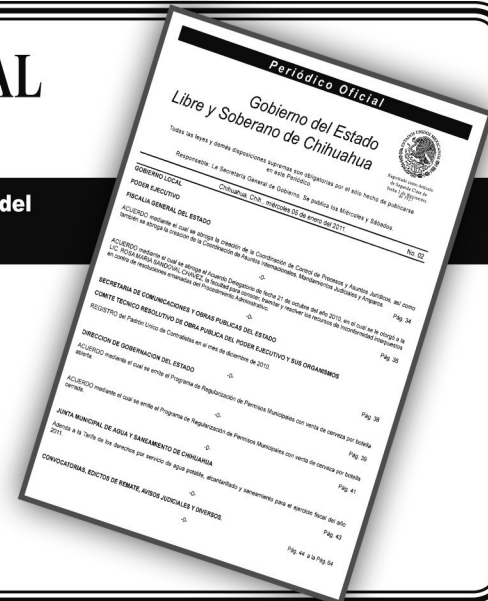 AL
del
Periódico Oficial
Gobierno del Estado
Libre y Soberano de Chihuahua
Todas las leyes y demás disposiciones supremas son obligatorias por el sólo hecho de publicarse
en este Periódico.
Responsable: La Secretaría General de Gobierno. Se publica los Miércoles y Sábados.
Chihuahua, Chih., miércoles 05 de enero del 2011.
No. 02
GOBIERNO LOCAL
PODER EJECUTIVO
FISCALIA GENERAL DEL ESTADO
ACUERDO mediante el cual se abroga la creación de la Coordinación de Control de Procesos y Asuntos Jurídicos, así como
también se abroga la creación de la Coordinación de Asuntos Internacionales, Mandamientos Judiciales y Amparos.
Pág. 34
-0-
ACUERDO mediante el cual se abroga el Acuerdo Delegatorio de fecha 21 de octubre del año 2010, en el cual se le otorgó a la
LIC. ROSA MARIA SANDOVAL CHAVEZ, la facultad para conocer, tramitar y resolver los recursos de inconformidad interpuestos
en contra de resoluciones emanadas del Procedimiento Administrativo.
-0-
SECRETARIA DE COMUNICACIONES Y OBRAS PUBLICAS DEL ESTADO
COMITE TECNICO RESOLUTIVO DE OBRA PUBLICA DEL PODER EJECUTIVO Y SUS ORGANISMOS
REGISTRO del Padrón Unico de Contratistas en el mes de diciembre de 2010.
-0-
DIRECCION DE GOBERNACION DEL ESTADO
ACUERDO mediante el cual se emite el Programa de Regularización de Permisos Municipales con venta de cerveza por botella
abierta.
Pág. 39
-0-
ACUERDO mediante el cual se emite el Programa de Regularización de Permisos Municipales con venta de cerveza por botella
cerrada.
Pág. 41
-0-
JUNTA MUNICIPAL DE AGUA Y SANEAMIENTO DE CHIHUAHUA
Adenda a la Tarifa de los derechos por servicio de agua potable, alcantarillado y saneamiento para el ejercicio fiscal del año
2011.
Pág. 43
-0-
CONVOCATORIAS, EDICTOS DE REMATE, AVISOS JUDICIALES Y DIVERSOS.
Pág. 44 a la Pág. 64
-0-